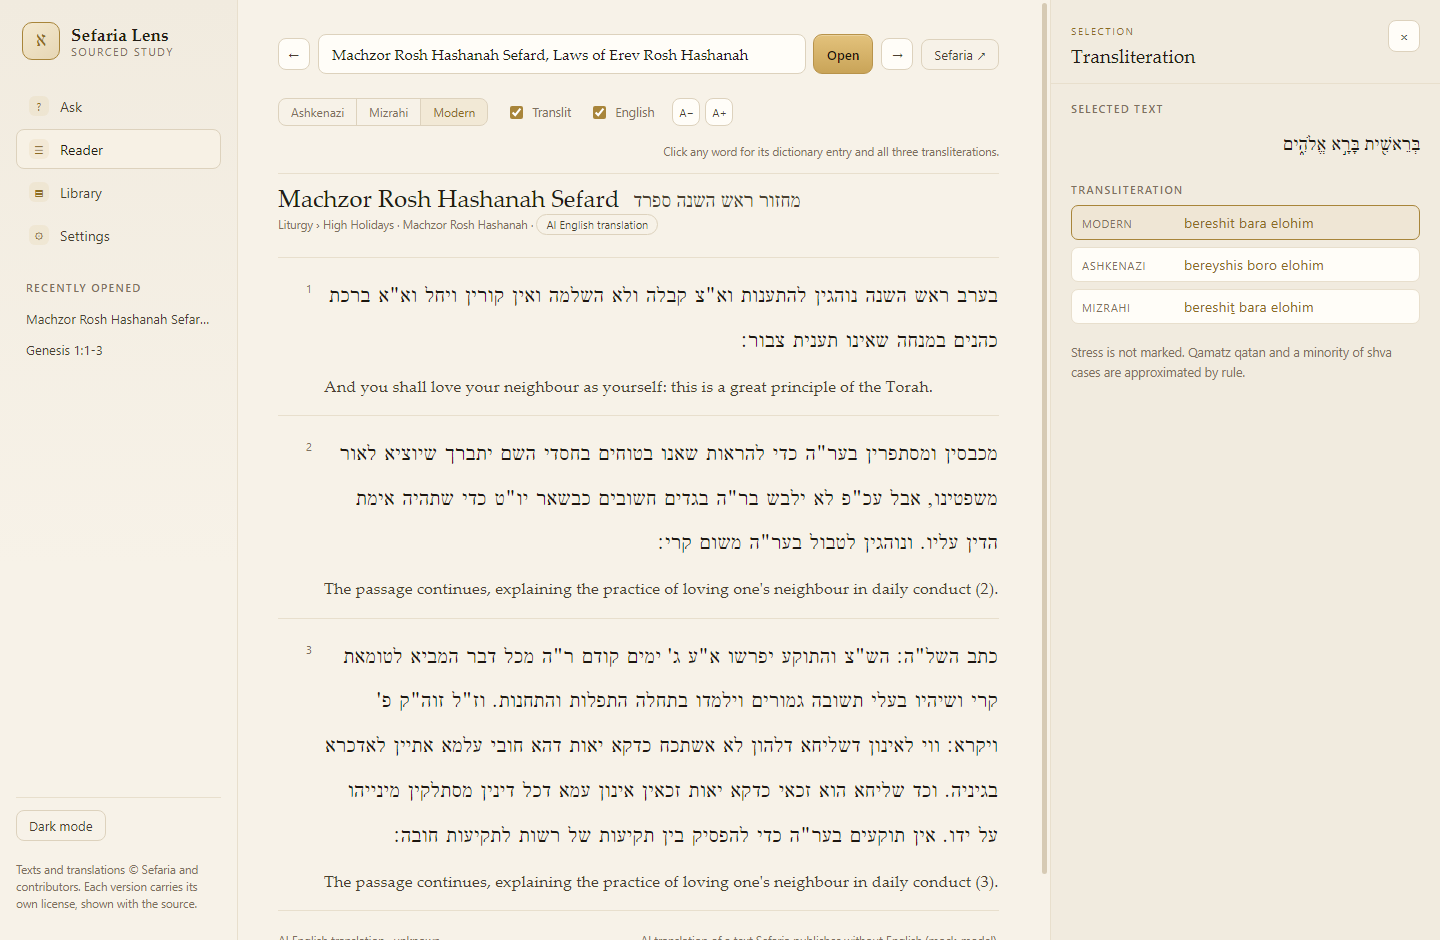 Sefaria Lens
SOURCED STUDY
Ask
Reader
Library
Settings
RECENTLY OPENED
Machzor Rosh Hashanah Sefar...
Genesis 1:1-3
Dark mode
Texts and translations © Sefaria and
contributors. Each version carries its
own license, shown with the source.
← Machzor Rosh Hashanah Sefard, Laws of Erev Rosh Hashanah Open → Sefaria ↗
Ashkenazi Mizrahi Modern Translit English A− A+
Click any word for its dictionary entry and all three transliterations.
Machzor Rosh Hashanah Sefard מחזור ראש השנה ספרד
Liturgy › High Holidays · Machzor Rosh Hashanah · AI English translation
1
בערב ראש השנה נוהגין להתענות וא"צ קבלה ולא השלמה ואין קורין ויחל וא"א ברכת
כהנים במנחה שאינו תענית צבור:
And you shall love your neighbour as yourself: this is a great principle of the Torah.
2
מכבסין ומסתפרין בער"ה כדי להראות שאנו בטוחים בחסדי השם יתברך שיוציא לאור
משפטינו, אבל עכ"פ לא ילבש בר"ה בגדים חשובים כבשאר יו"ט כדי שתהיה אימת
הדין עליו. ונוהגין לטבול בער"ה משום קרי:
The passage continues, explaining the practice of loving one's neighbour in daily conduct (2).
3
כתב השל"ה: הש"צ והתוקע יפרשו א"ע ג' ימים קודם ר"ה מכל דבר המביא לטומאת
קרי ושיהיו בעלי תשובה גמורים וילמדו בתחלה התפלות והתחנות. וז"ל זוה"ק פ'
ויקרא: ווי לאינון דשליחא דלהון לא אשתכח כדקא יאות דהא חובי עלמא אתיין לאדכרא
בגיניה. וכד שליחא הוא זכאי כדקא יאות זכאין אינון עמא דכל דינין מסתלקין מינייהו
על ידו. אין תוקעים בער"ה כדי להפסיק בין תקיעות של רשות לתקיעות חובה:
The passage continues, explaining the practice of loving one's neighbour in daily conduct (3).
AI English translation · unknown
AI translation of a text Sefaria publishes without English (mock-model).
SELECTION
Transliteration
×
SELECTED TEXT
בְּרֵאשִׁ֖ית בָּרָ֣א אֱלֹהִ֑ים
TRANSLITERATION
MODERN bereshit bara elohim
ASHKENAZI bereyshis boro elohim
MIZRAHI bereshiṯ bara elohim
Stress is not marked. Qamatz qatan and a minority of shva
cases are approximated by rule.